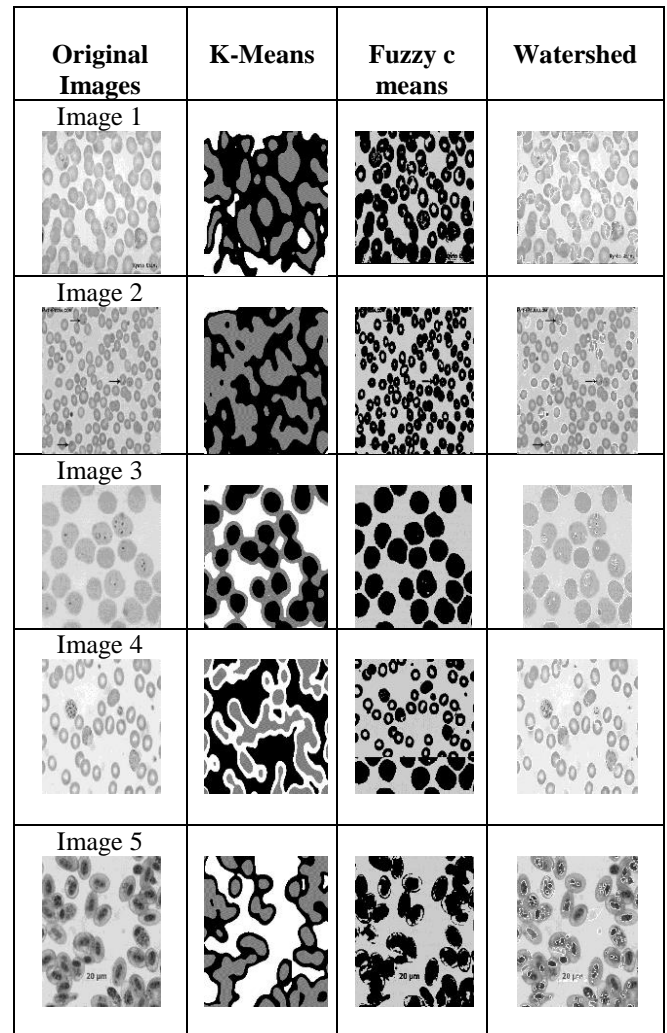 Original Images
K-Means
Fuzzy c means
Watershed
Image 1
Image 2
Image 3
Image 4
Image 5
20 µm
20 µm
20 µm